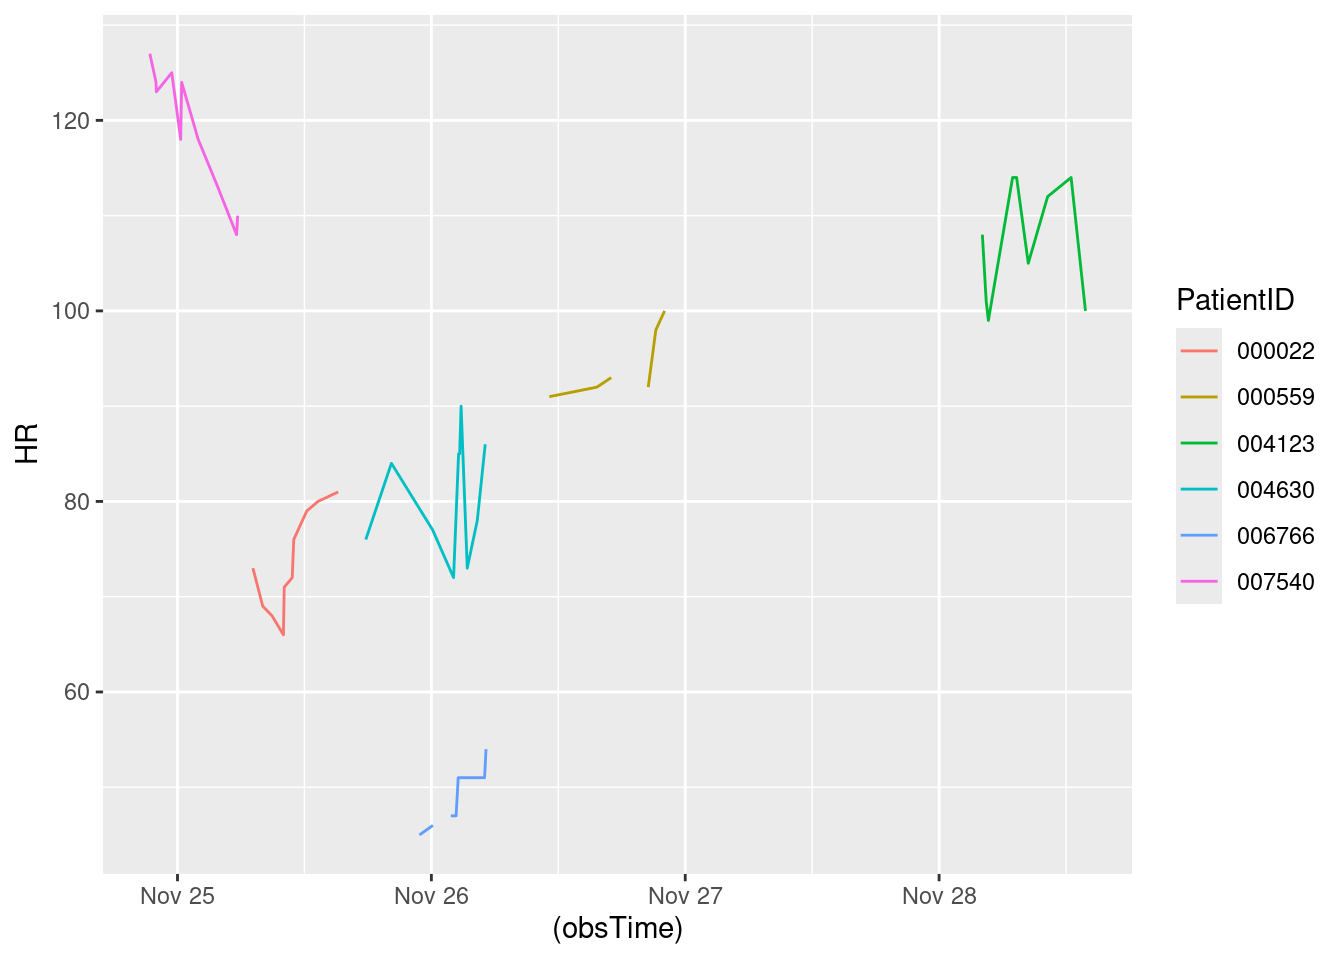 120
100
80
60
HR
Nov 25
Nov 26
Nov 27
Nov 28
(obsTime)
PatientID
000022
000559
004123
004630
006766
007540